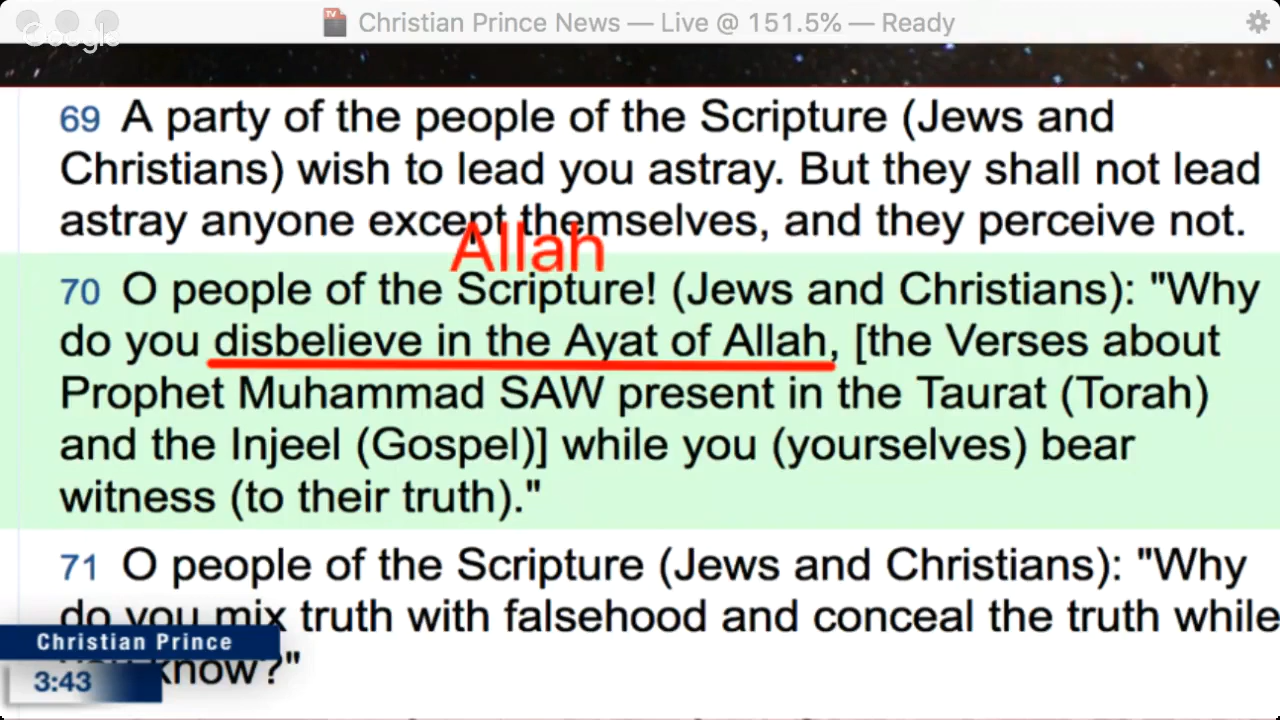 Christian Prince News — Live @ 151.5% — Ready
Google
69 A party of the people of the Scripture (Jews and
Christians) wish to lead you astray. But they shall not lead
astray anyone except themselves, and they perceive not.
Allah
70 O people of the Scripture! (Jews and Christians): "Why
do you disbelieve in the Ayat of Allah, [the Verses about
Prophet Muhammad SAW present in the Taurat (Torah)
and the Injeel (Gospel)] while you (yourselves) bear
witness (to their truth)."
71 O people of the Scripture (Jews and Christians): "Why
do you mix truth with falsehood and conceal the truth while
you know?"
Christian Prince
3:43